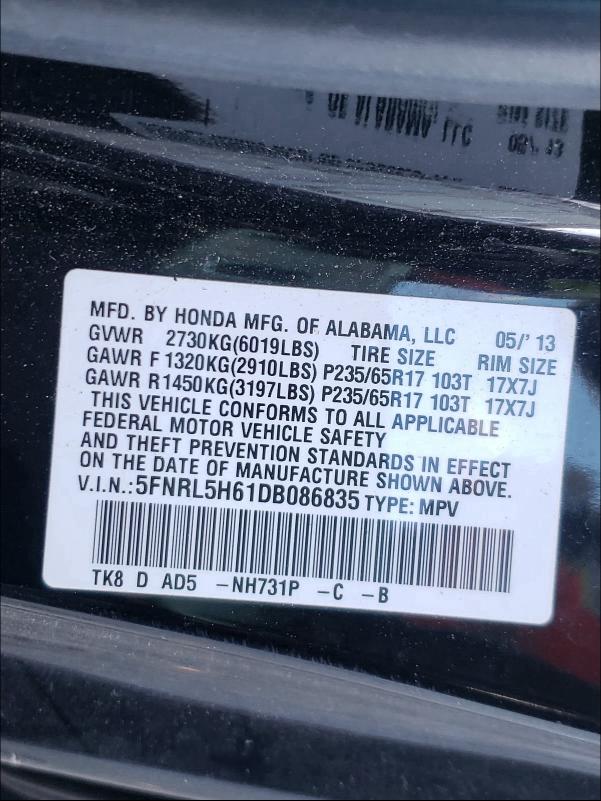 MFD. BY HONDA MFG. OF ALABAMA, LLC 05/'13
GVWR 2730KG(6019LBS) TIRE SIZE RIM SIZE
GAWR F 1320KG(2910LBS) P235/65R17 103T 17X7J
GAWR R 1450KG(3197LBS) P235/65R17 103T 17X7J
THIS VEHICLE CONFORMS TO ALL APPLICABLE
FEDERAL MOTOR VEHICLE SAFETY
AND THEFT PREVENTION STANDARDS IN EFFECT
ON THE DATE OF MANUFACTURE SHOWN ABOVE.
V.I.N.:5FNRL5H61DB086835 TYPE: MPV
TK8 D AD5 -NH731P -C -B